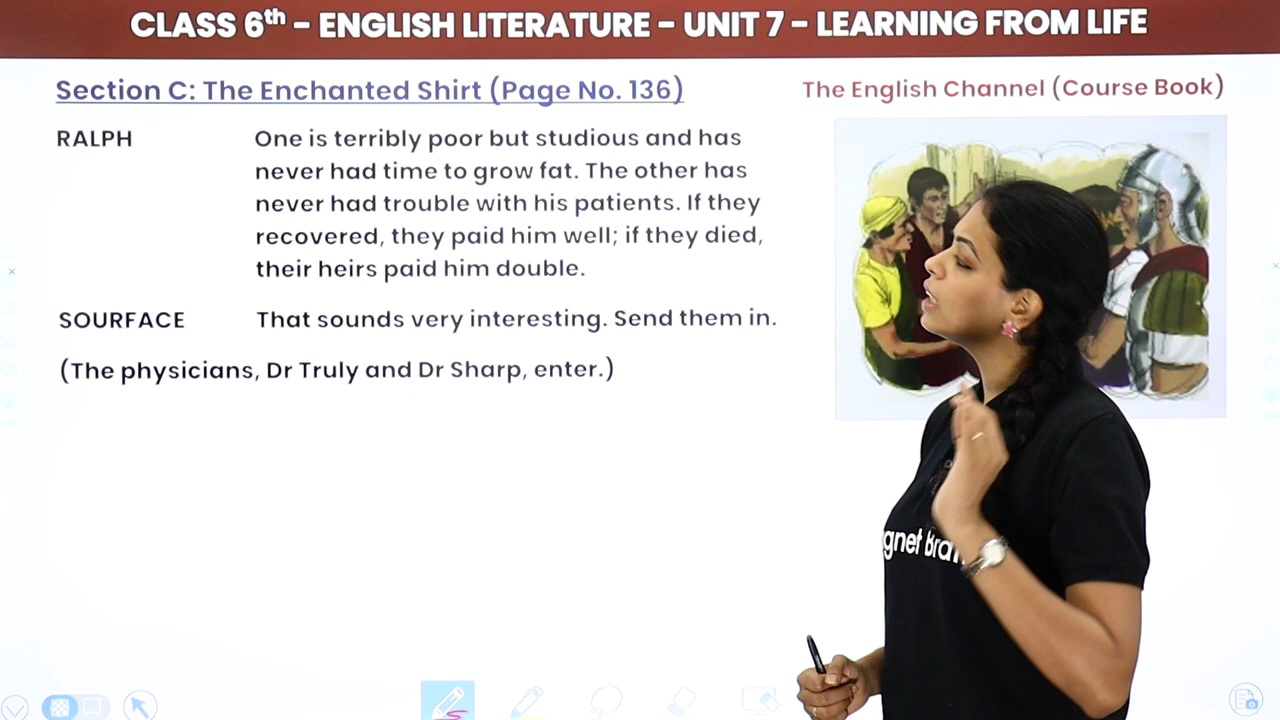 CLASS 6th – ENGLISH LITERATURE – UNIT 7 – LEARNING FROM LIFE
Section C: The Enchanted Shirt (Page No. 136)
The English Channel (Course Book)
RALPH One is terribly poor but studious and has
never had time to grow fat. The other has
never had trouble with his patients. If they
recovered, they paid him well; if they died,
their heirs paid him double.
SOURFACE That sounds very interesting. Send them in.
(The physicians, Dr Truly and Dr Sharp, enter.)
gnet Bra